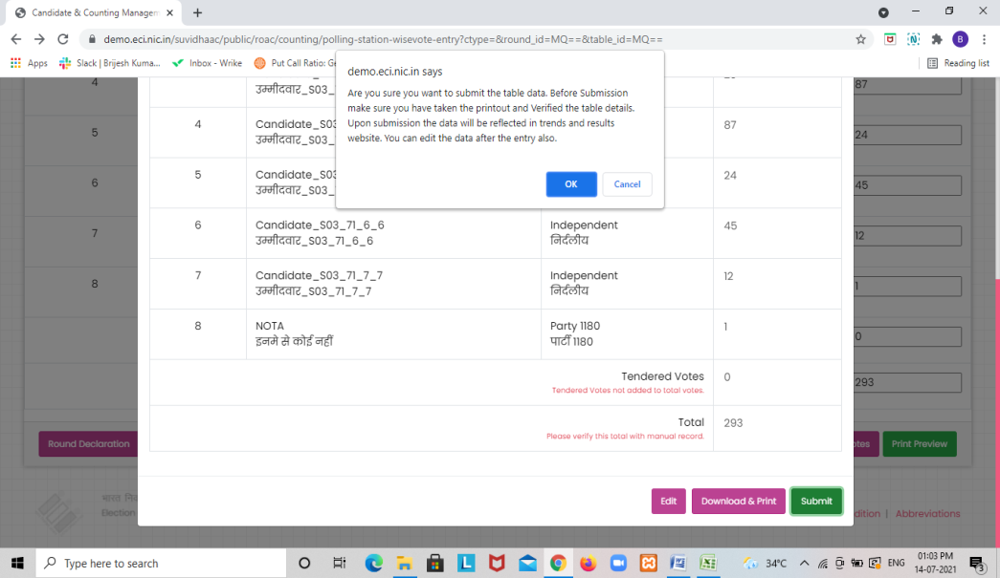 Candidate & Counting Managem
demo.eci.nic.in/suvidhaac/public/roac/counting/polling-station-wisevote-entry?ctype=&round_id=MQ==&table_id=MQ==
Apps Slack | Brijesh Kuma... Inbox - Wrike Put Call Ratio: Ge Reading list
demo.eci.nic.in says
Are you sure you want to submit the table data. Before Submission
make sure you have taken the printout and Verified the table details.
Upon submission the data will be reflected in trends and results
website. You can edit the data after the entry also.
OK Cancel
4 87
उम्मीदवार_S03_
5 4 Candidate_S03 87 24
उम्मीदवार_S03_
6 5 Candidate_S03 24 45
उम्मीदवार_S03_
7 6 Candidate_S03_71_6_6 Independent 45 12
उम्मीदवार_S03_71_6_6 निर्दलीय
8 7 Candidate_S03_71_7_7 Independent 12 1
उम्मीदवार_S03_71_7_7 निर्दलीय
8 NOTA Party 1180 1 0
इनमे से कोई नहीं पार्टी 1180
Tendered Votes 0 293
Tendered Votes not added to total votes.
Total 293
Please verify this total with manual record.
Round Declaration otes Print Preview
Edit Download & Print Submit
भारत निर्व
Election dition | Abbreviations
Type here to search 34°C ENG 01:03 PM
14-07-2021
3